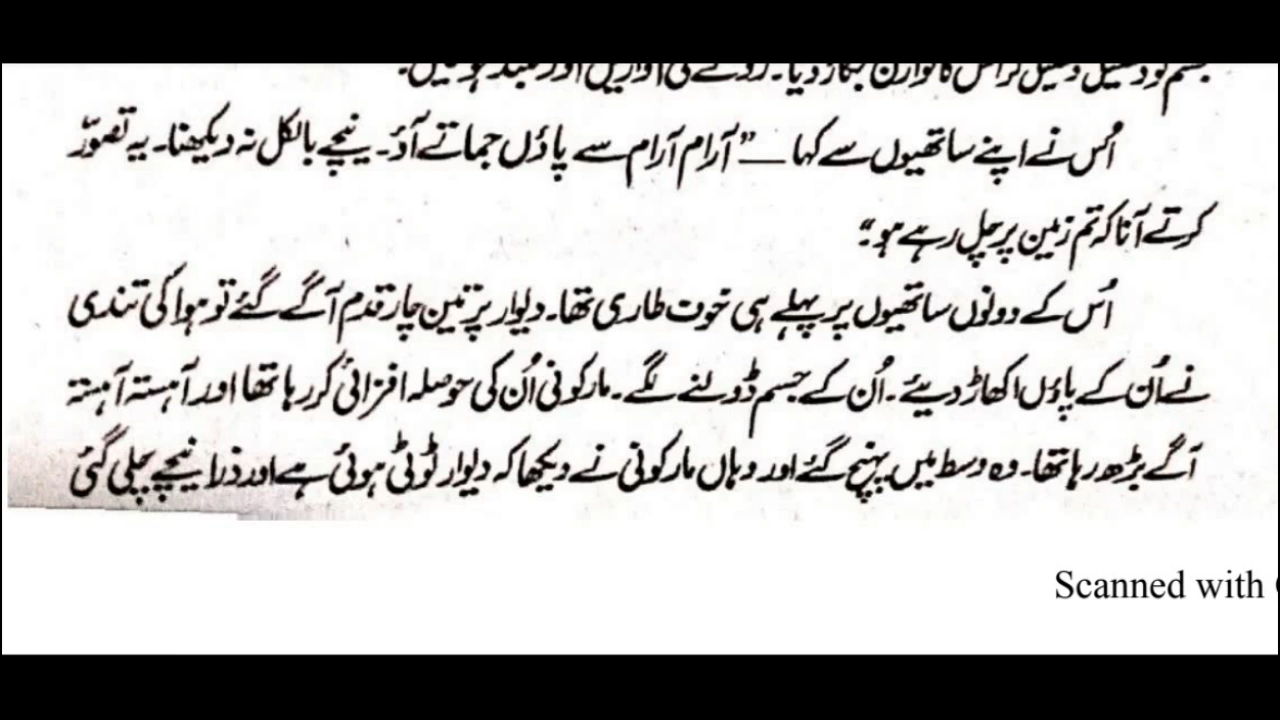 اُس نے اپنے ساتھیوں سے کہا — ”آرام آرام سے پاؤں جماتے آؤ۔ نیچے بالکل نہ دیکھنا۔ یہ تصوّر
کرتے آنا کہ تم زمین پر چل رہے ہو“
اُس کے دونوں ساتھیوں پر پہلے ہی خوف طاری تھا۔ دیوار پر تین چار قدم آگے گئے تو ہوا کی تندی
نے اُن کے پاؤں اکھاڑ دیئے۔ اُن کے جسم ڈولنے لگے۔ مارکونی اُن کی حوصلہ افزائی کر رہا تھا اور آہستہ آہستہ
آگے بڑھ رہا تھا۔ وہ وسط میں پہنچ گئے اور وہاں مارکونی نے دیکھا کہ دیوار ٹوٹی ہوئی ہے اور ذرا نیچے چلی گئی
Scanned with